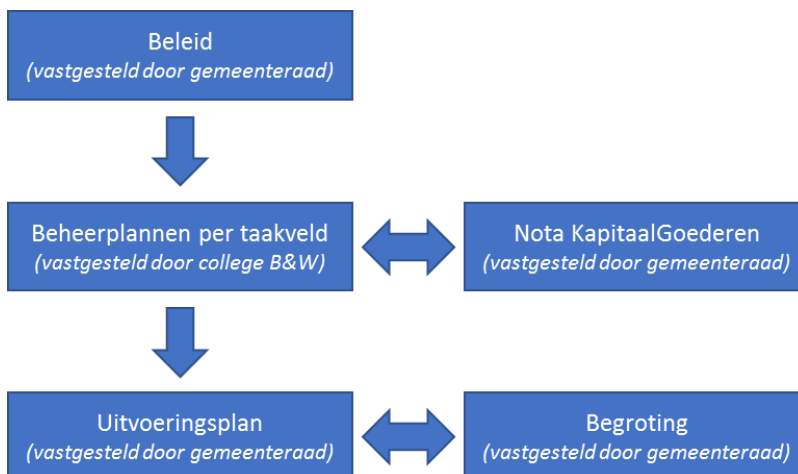 Beleid
(vastgesteld door gemeenteraad)
Beheerplannen per taakveld
(vastgesteld door college B&W)
Nota KapitaalGoederen
(vastgesteld door gemeenteraad)
Uitvoeringsplan
(vastgesteld door gemeenteraad)
Begroting
(vastgesteld door gemeenteraad)